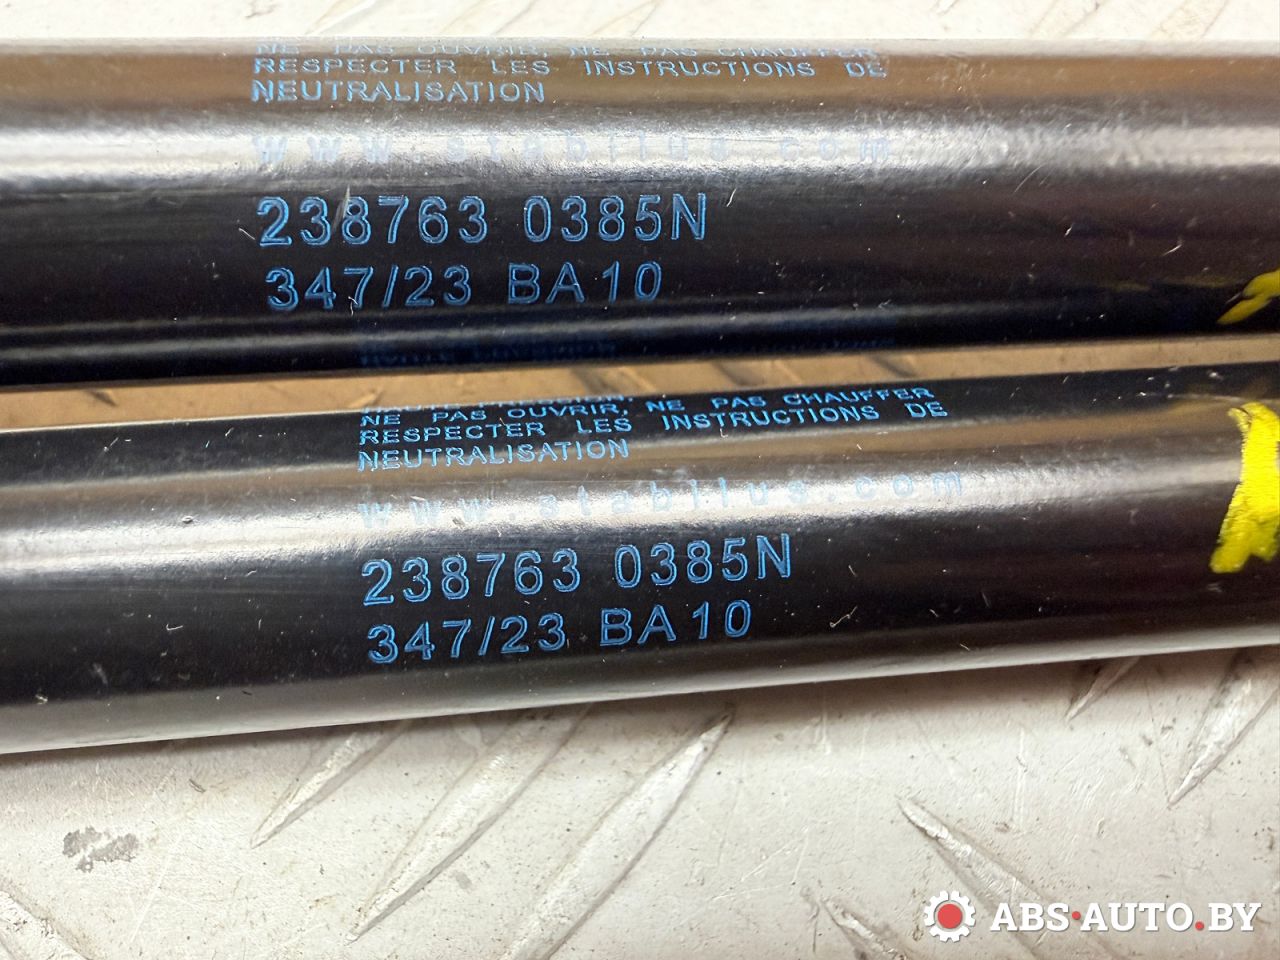 NE PAS OUVRIR, NE PAS CHAUFFER
RESPECTER LES INSTRUCTIONS DE
NEUTRALISATION
www.stabilus.com
238763 0385N
347/23 BA10
NE PAS OUVRIR, NE PAS CHAUFFER
RESPECTER LES INSTRUCTIONS DE
NEUTRALISATION
www.stabilus.com
238763 0385N
347/23 BA10
ABS-AUTO.BY